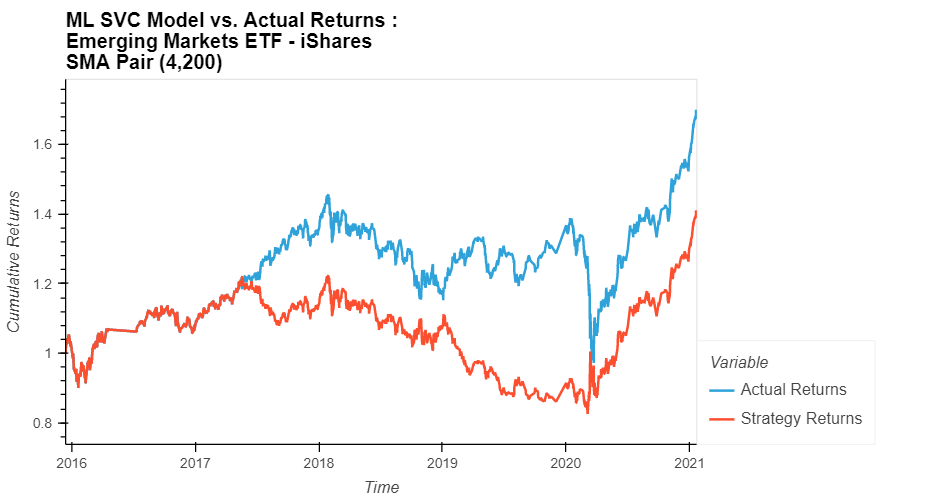 ML SVC Model vs. Actual Returns :
Emerging Markets ETF - iShares
SMA Pair (4,200)
Cumulative Returns
1.6
1.4
1.2
1
0.8
2016
2017
2018
2019
2020
2021
Time
Variable
Actual Returns
Strategy Returns